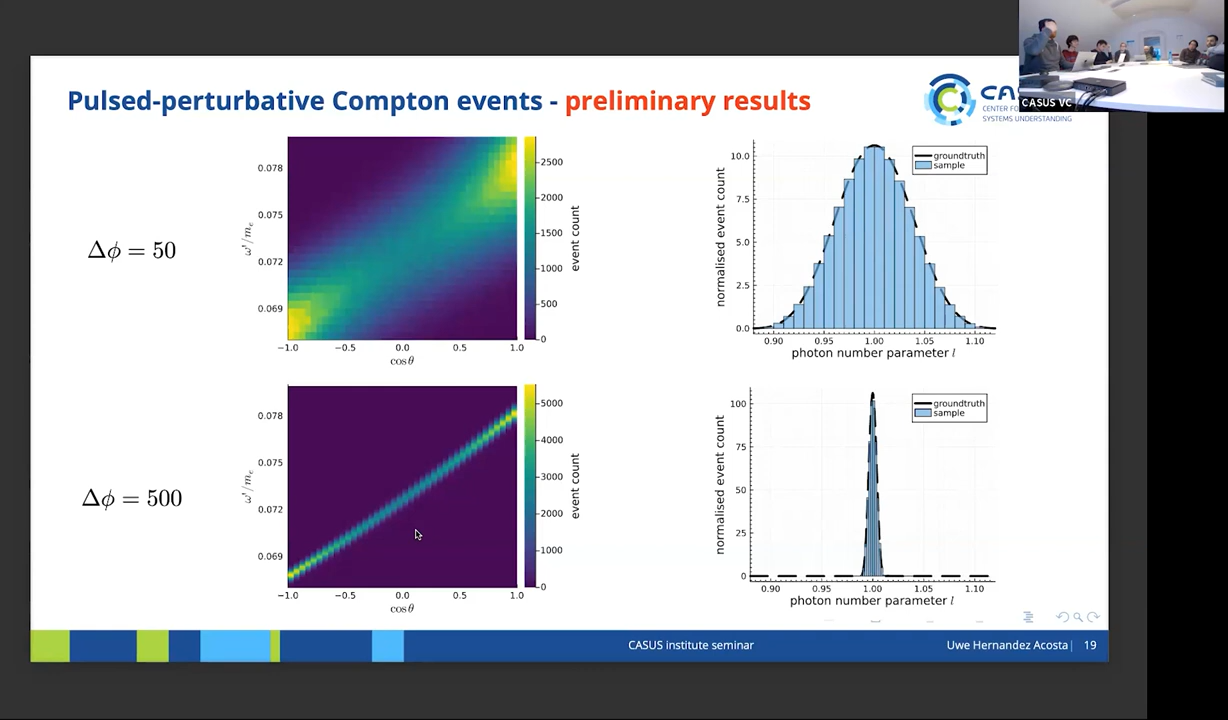 Pulsed-perturbative Compton events - preliminary results
CASUS VC
CENTER FO
SYSTEMS UNDERSTANDING
Δϕ = 50
ω'/m_e
0.078
0.075
0.072
0.069
−1.0 −0.5 0.0 0.5 1.0
cos θ
2500
2000
1500
1000
500
0
event count
normalised event count
10.0
7.5
5.0
2.5
0.0
groundtruth
sample
0.90 0.95 1.00 1.05 1.10
photon number parameter l
Δϕ = 500
ω'/m_e
0.078
0.075
0.072
0.069
−1.0 −0.5 0.0 0.5 1.0
cos θ
5000
4000
3000
2000
1000
0
event count
normalised event count
100
75
50
25
0
groundtruth
sample
0.90 0.95 1.00 1.05 1.10
photon number parameter l
CASUS institute seminar
Uwe Hernandez Acosta | 19